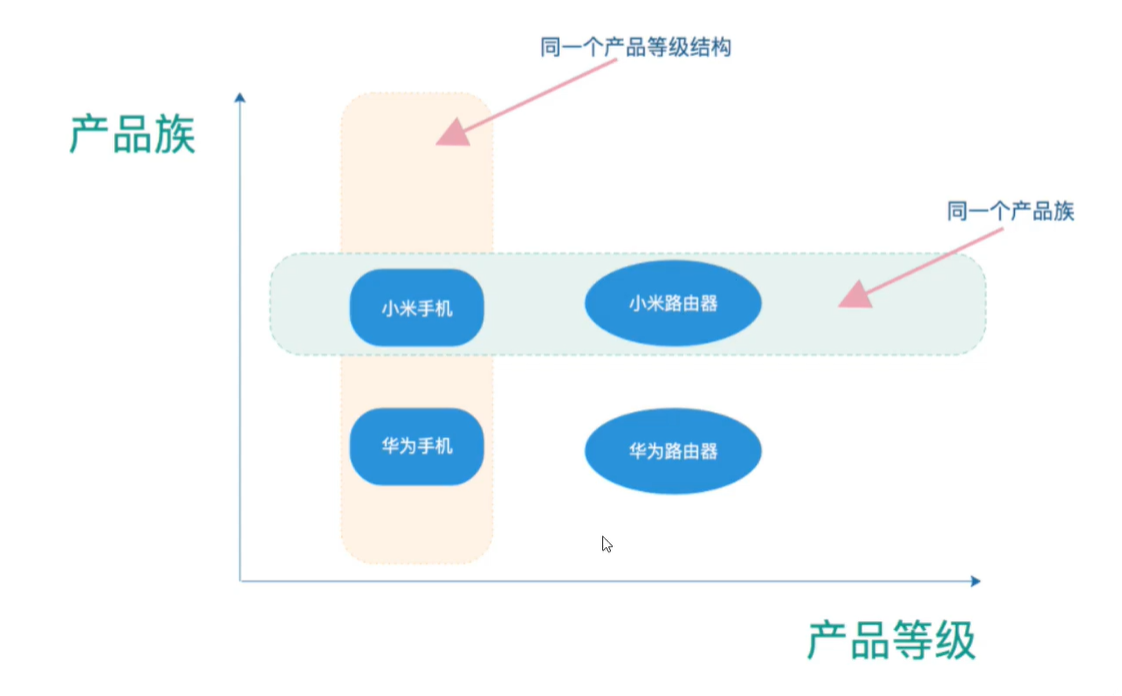 同一个产品等级结构
产品族
同一个产品族
小米手机
小米路由器
华为手机
华为路由器
产品等级